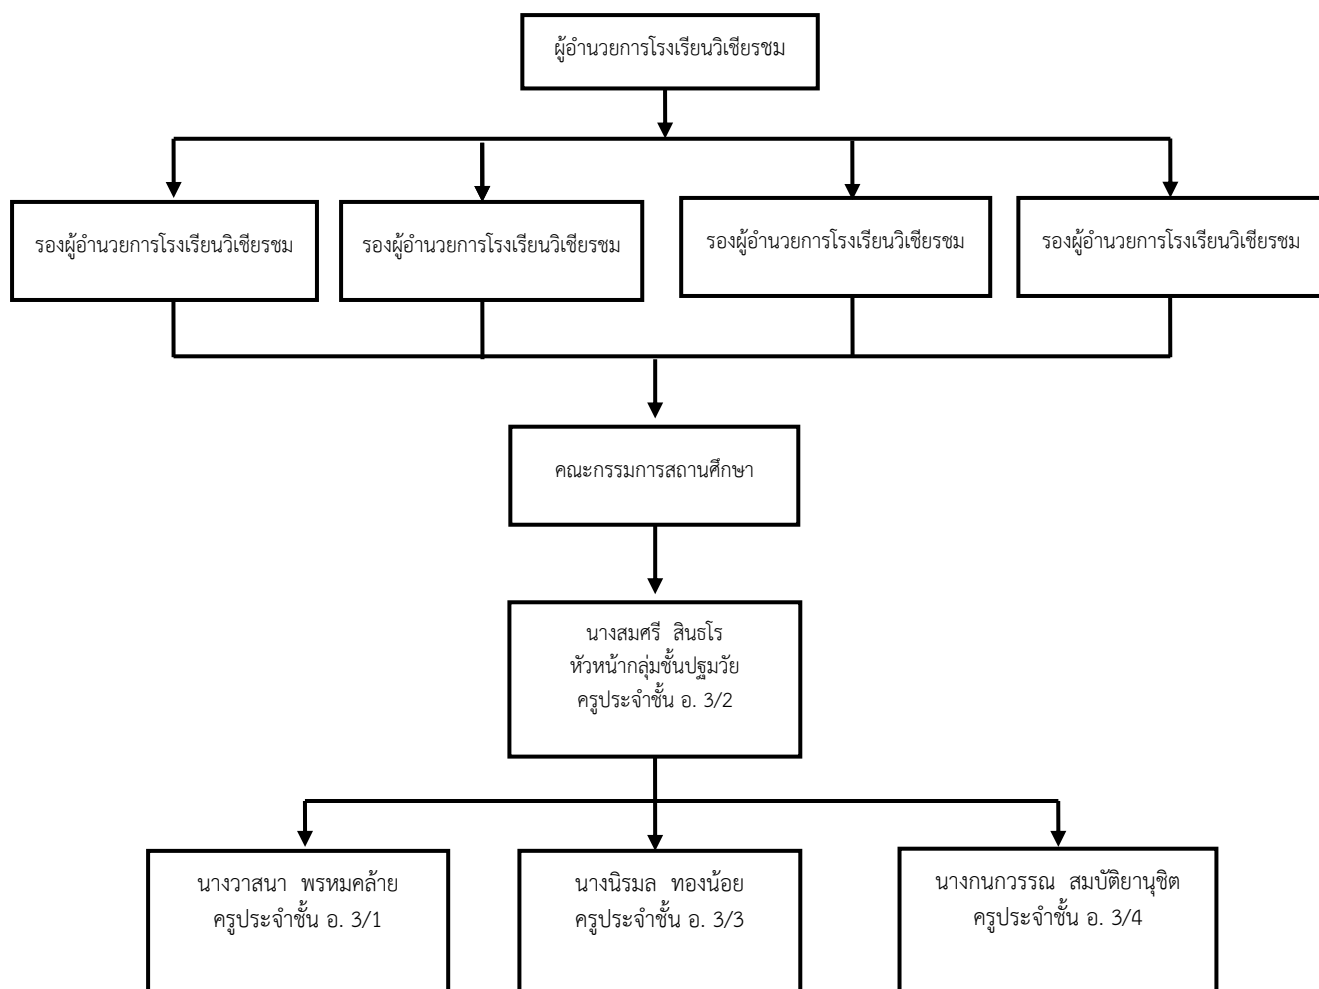 ผู้อำนวยการโรงเรียนวิเชียรชม
รองผู้อำนวยการโรงเรียนวิเชียรชม
รองผู้อำนวยการโรงเรียนวิเชียรชม
รองผู้อำนวยการโรงเรียนวิเชียรชม
รองผู้อำนวยการโรงเรียนวิเชียรชม
คณะกรรมการสถานศึกษา
นางสมศรี สินธโร
หัวหน้ากลุ่มชั้นปฐมวัย
ครูประจำชั้น อ. 3/2
นางวาสนา พรหมคล้าย
ครูประจำชั้น อ. 3/1
นางนิรมล ทองน้อย
ครูประจำชั้น อ. 3/3
นางกนกวรรณ สมบัติยานุชิต
ครูประจำชั้น อ. 3/4